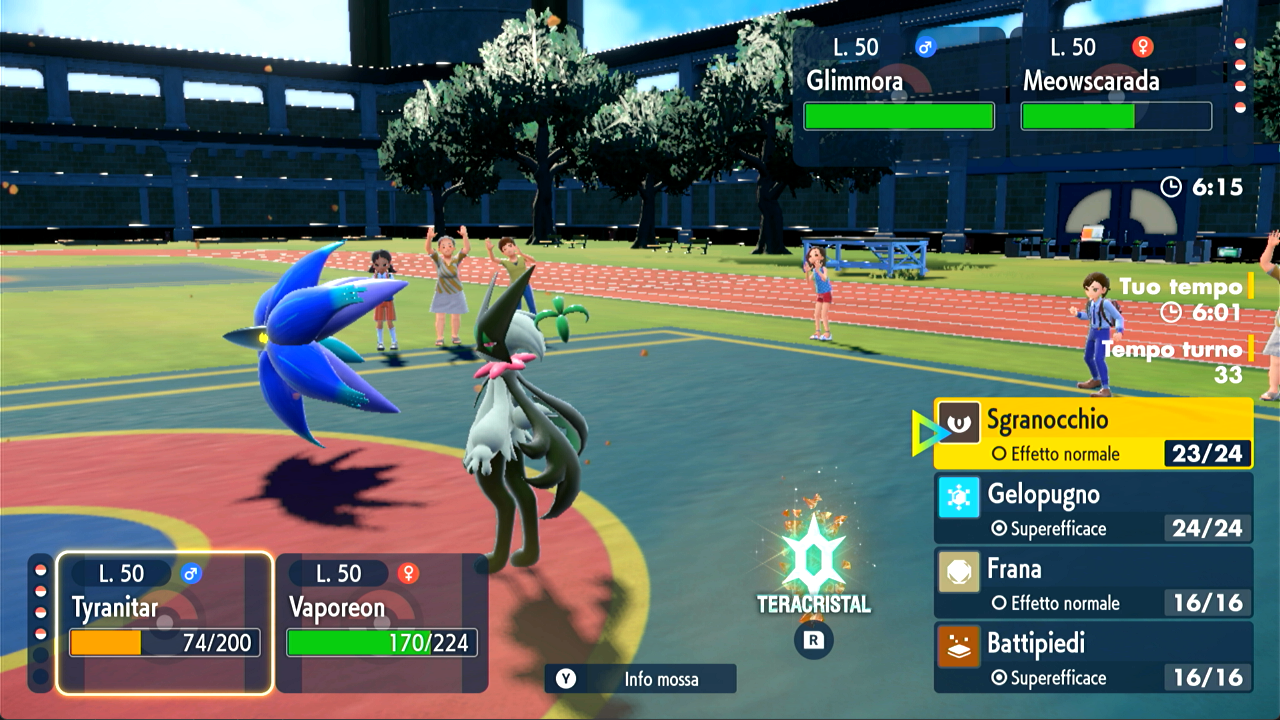 L. 50
L. 50
Glimmora
Meowscarada
6:15
Tuo tempo
6:01
Tempo turno
33
Sgranocchio
Effetto normale
23/24
Gelopugno
Superefficace
24/24
Frana
Effetto normale
16/16
Battipiedi
Superefficace
16/16
TERACRISTAL
R
L. 50
Tyranitar
74/200
L. 50
Vaporeon
170/224
Y Info mossa